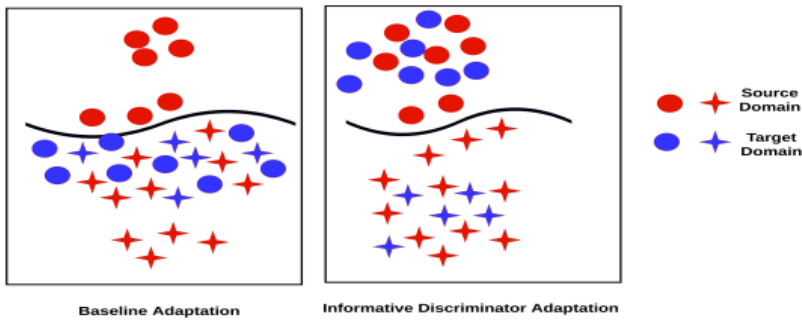 Source
Domain
Target
Domain
Baseline Adaptation
Informative Discriminator Adaptation